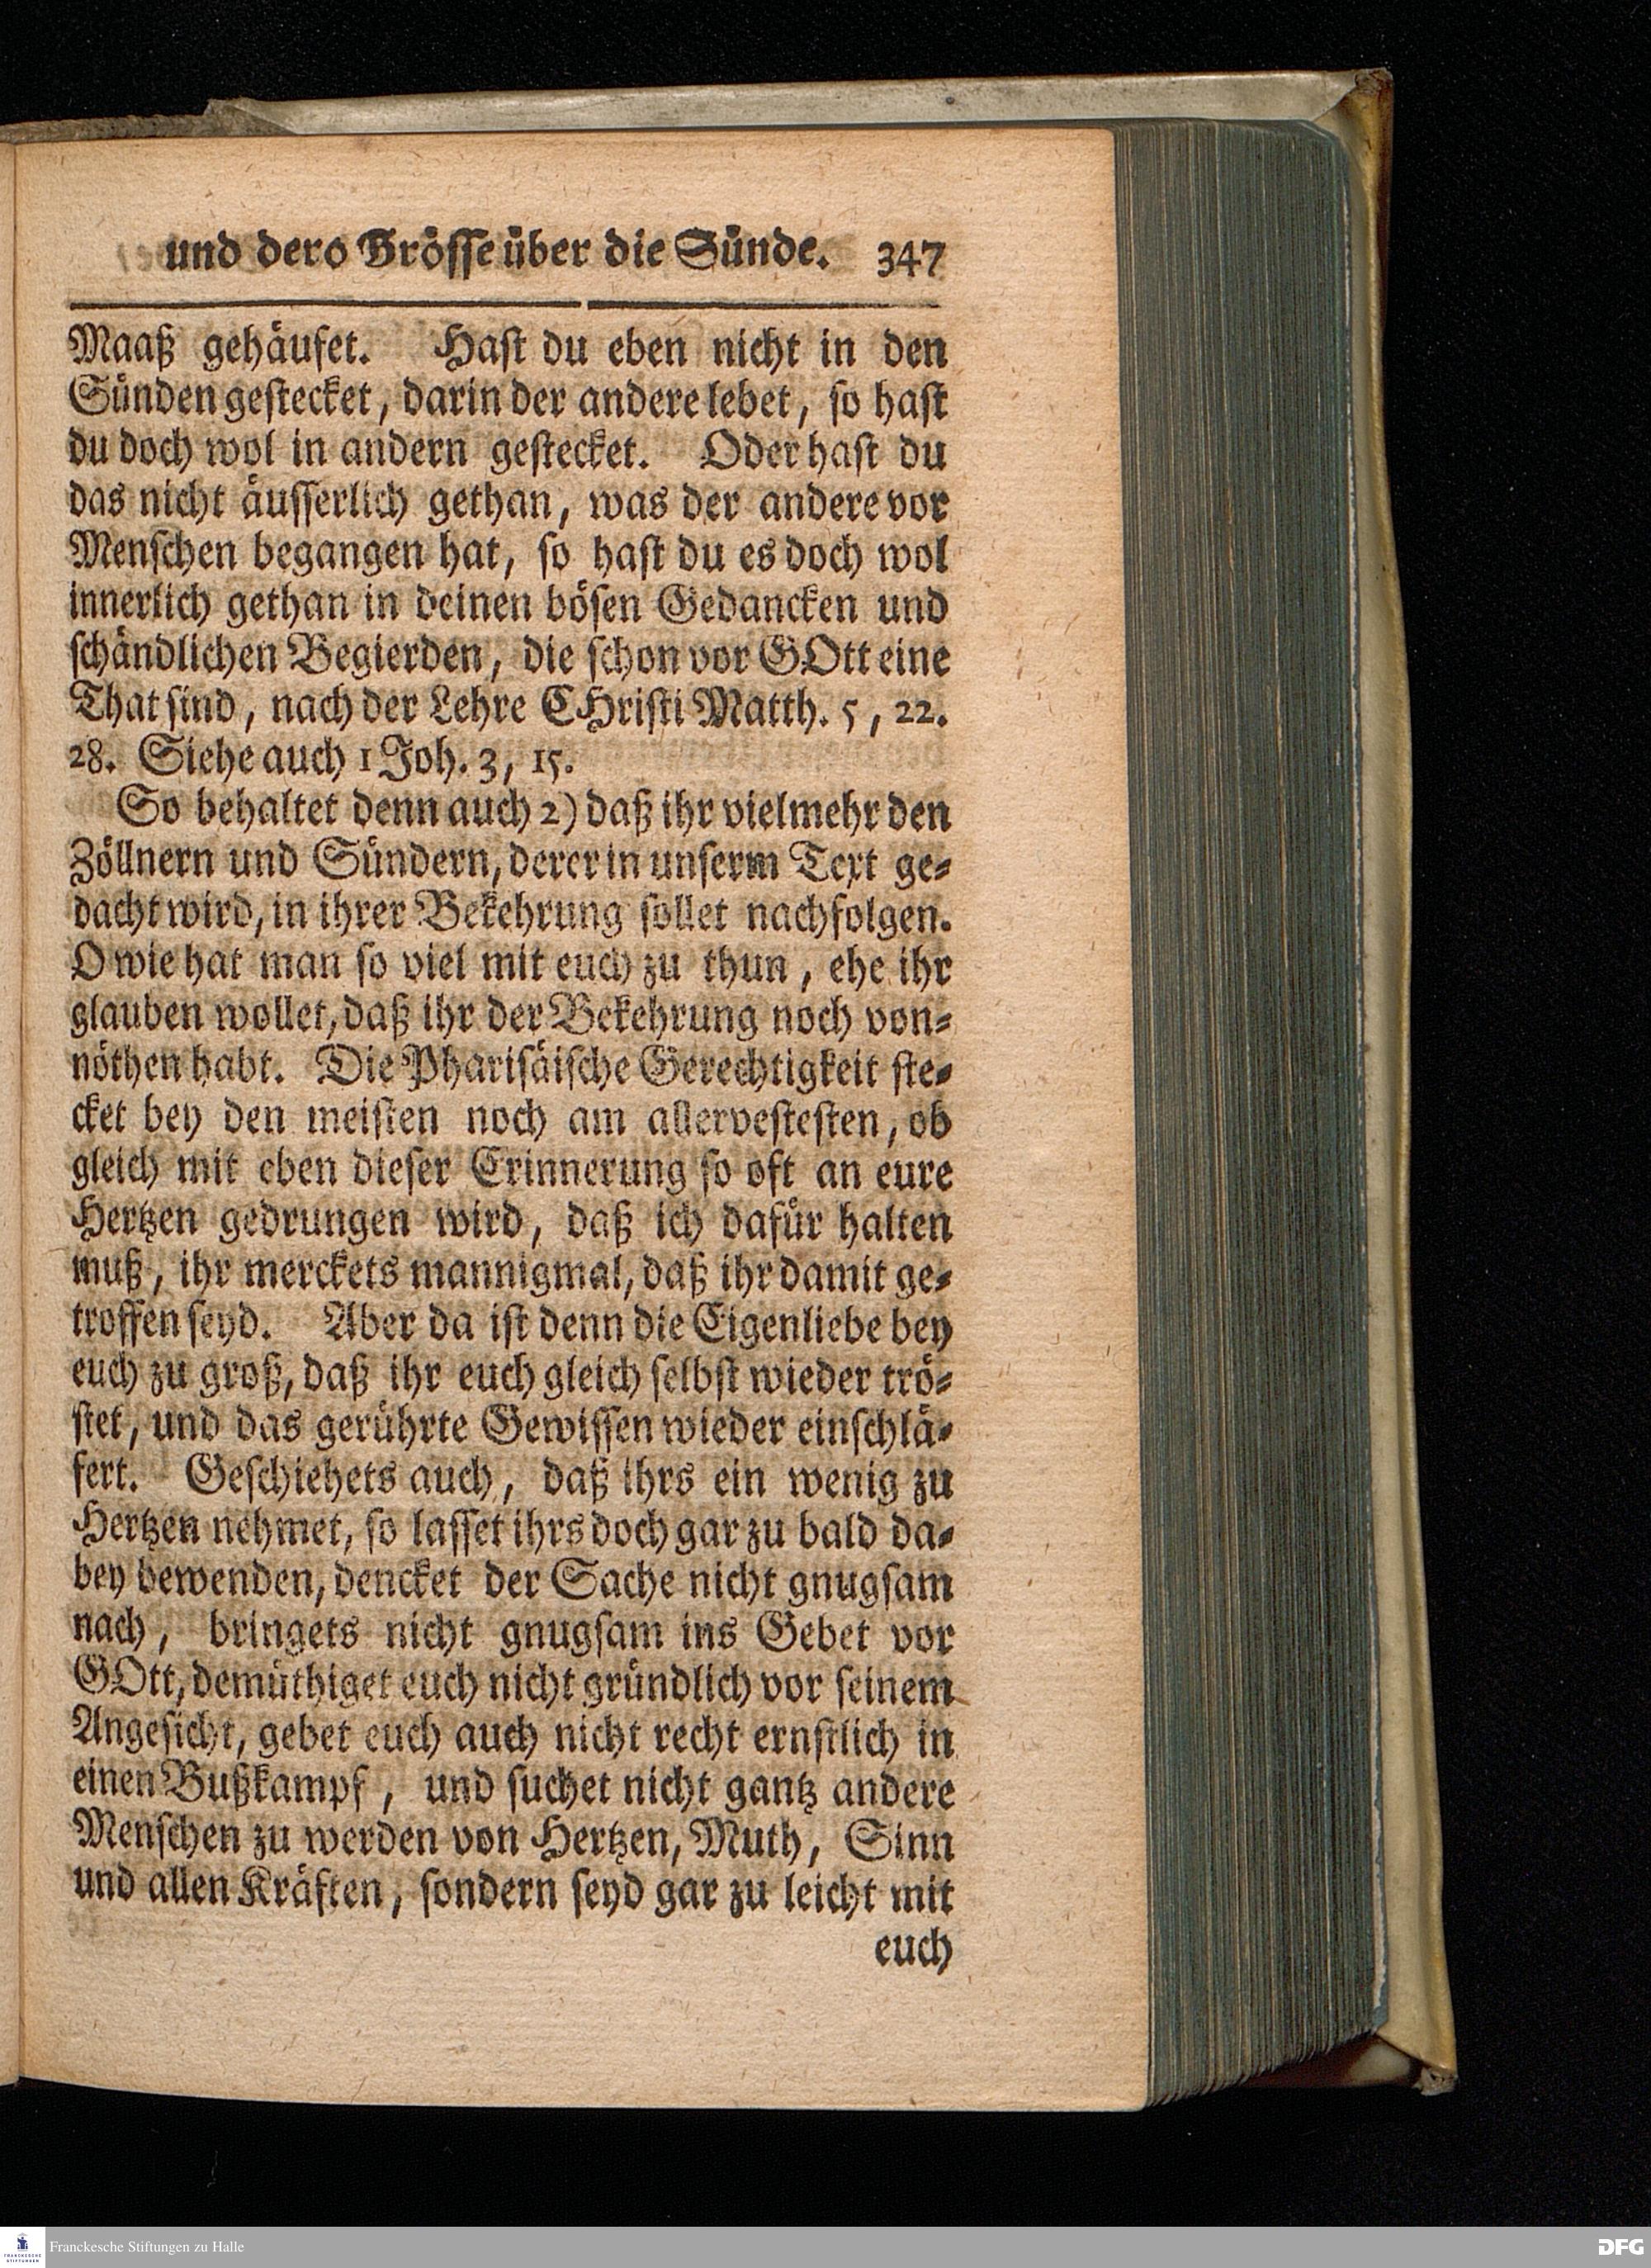 und dero Grösse über die Sünde. 347
Maaß gehäufet. Hast du eben nicht in den
Sünden gestecket, darin der andere lebet, so hast
du doch wol in andern gestecket. Oder hast du
das nicht äusserlich gethan, was der andere vor
Menschen begangen hat, so hast du es doch wol
innerlich gethan in deinen bösen Gedancken und
schändlichen Begierden, die schon vor GOtt eine
That sind, nach der Lehre CHristi Matth. 5, 22.
28. Siehe auch 1 Joh. 3, 15.
So behaltet denn auch 2) daß ihr vielmehr den
Zöllnern und Sündern, derer in unserm Text ge-
dacht wird, in ihrer Bekehrung sollet nachfolgen.
O wie hat man so viel mit euch zu thun, ehe ihr
glauben wollet, daß ihr der Bekehrung noch von-
nöthen habt. Die Pharisäische Gerechtigkeit ste-
cket bey den meisten noch am allervestesten, ob
gleich mit eben dieser Erinnerung so oft an eure
Hertzen gedrungen wird, daß ich dafür halten
muß, ihr merckets mannigmal, daß ihr damit ge-
troffen seyd. Aber da ist denn die Eigenliebe bey
euch zu groß, daß ihr euch gleich selbst wieder trö-
stet, und das gerührte Gewissen wieder einschlä-
fert. Geschiehets auch, daß ihrs ein wenig zu
Hertzen nehmet, so lasset ihrs doch gar zu bald da-
bey bewenden, dencket der Sache nicht gnugsam
nach, bringets nicht gnugsam ins Gebet vor
GOtt, demüthiget euch nicht gründlich vor seinem
Angesicht, gebet euch auch nicht recht ernstlich in
einen Bußkampf, und suchet nicht gantz andere
Menschen zu werden von Hertzen, Muth, Sinn
und allen Kräften, sondern seyd gar zu leicht mit
euch
FRANCKESCHE
STIFTUNGEN
Franckesche Stiftungen zu Halle
DFG